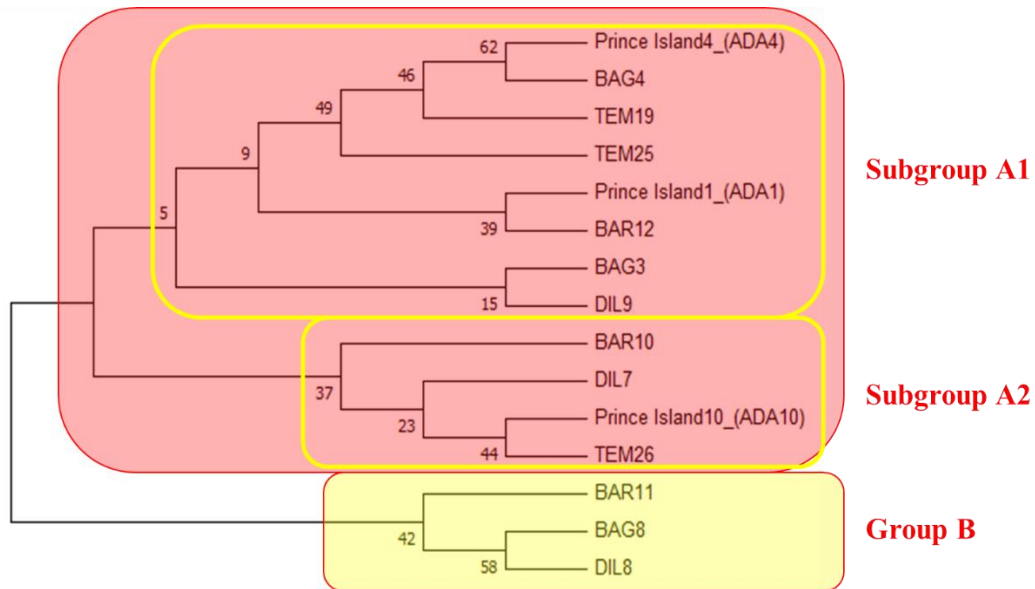 62
Prince Island4_(ADA4)
46
BAG4
49
TEM19
9
TEM25
Subgroup A1
5
Prince Island1_(ADA1)
39
BAR12
BAG3
15
DIL9
BAR10
37
DIL7
Subgroup A2
23
Prince Island10_(ADA10)
44
TEM26
BAR11
42
BAG8
Group B
58
DIL8